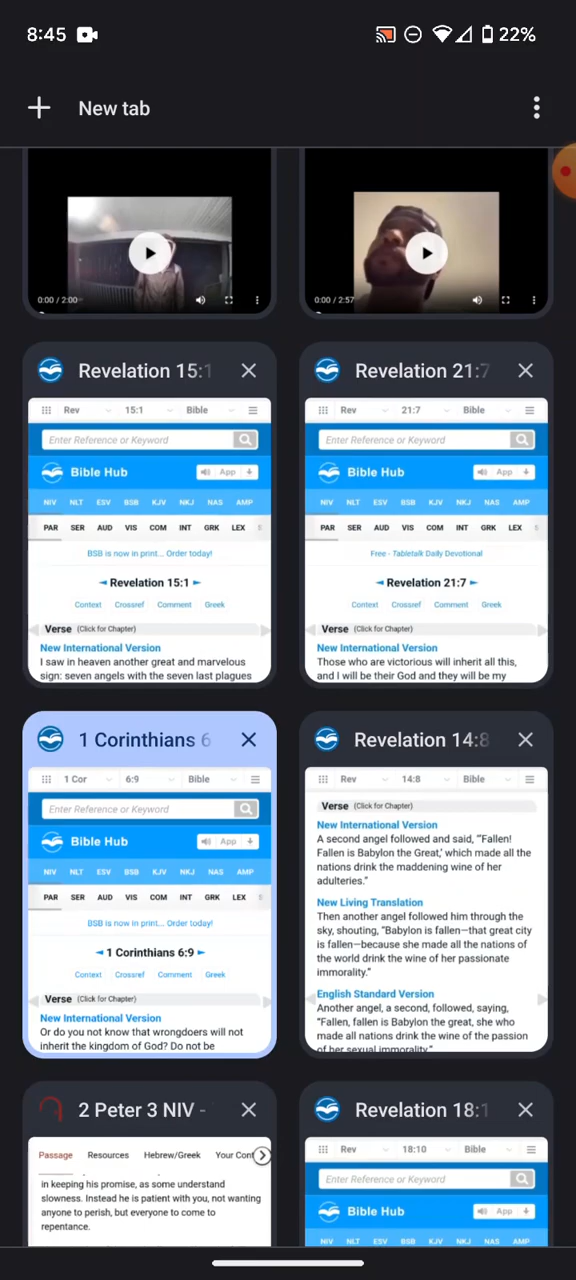 8:45
22%
New tab
0:00 / 2:00
0:00 / 2:57
Revelation 15:1
Rev 15:1 Bible
Enter Reference or Keyword
Bible Hub App
NIV NLT ESV BSB KJV NKJ NAS AMP
PAR SER AUD VIS COM INT GRK LEX
BSB is now in print... Order today!
Revelation 15:1
Context Crossref Comment Greek
Verse (Click for Chapter)
New International Version
I saw in heaven another great and marvelous
sign: seven angels with the seven last plagues
Revelation 21:7
Rev 21:7 Bible
Enter Reference or Keyword
Bible Hub App
NIV NLT ESV BSB KJV NKJ NAS AMP
PAR SER AUD VIS COM INT GRK LEX
Free - Tabletalk Daily Devotional
Revelation 21:7
Context Crossref Comment Greek
Verse (Click for Chapter)
New International Version
Those who are victorious will inherit all this,
and I will be their God and they will be my
1 Corinthians 6
1 Cor 6:9 Bible
Enter Reference or Keyword
Bible Hub App
NIV NLT ESV BSB KJV NKJ NAS AMP
PAR SER AUD VIS COM INT GRK LEX
BSB is now in print... Order today!
1 Corinthians 6:9
Context Crossref Comment Greek
Verse (Click for Chapter)
New International Version
Or do you not know that wrongdoers will not
inherit the kingdom of God? Do not be
Revelation 14:8
Rev 14:8 Bible
Verse (Click for Chapter)
New International Version
A second angel followed and said, “‘Fallen!
Fallen is Babylon the Great,’ which made all the
nations drink the maddening wine of her
adulteries.”
New Living Translation
Then another angel followed him through the
sky, shouting, “Babylon is fallen—that great city
is fallen—because she made all the nations of
the world drink the wine of her passionate
immorality.”
English Standard Version
Another angel, a second, followed, saying,
“Fallen, fallen is Babylon the great, she who
made all nations drink the wine of the passion
of her sexual immorality.”
2 Peter 3 NIV -
Passage Resources Hebrew/Greek Your Cont
in keeping his promise, as some understand
slowness. Instead he is patient with you, not wanting
anyone to perish, but everyone to come to
repentance.
Revelation 18:1
Rev 18:10 Bible
Enter Reference or Keyword
Bible Hub App
NIV NLT ESV BSB KJV NKJ NAS AMP